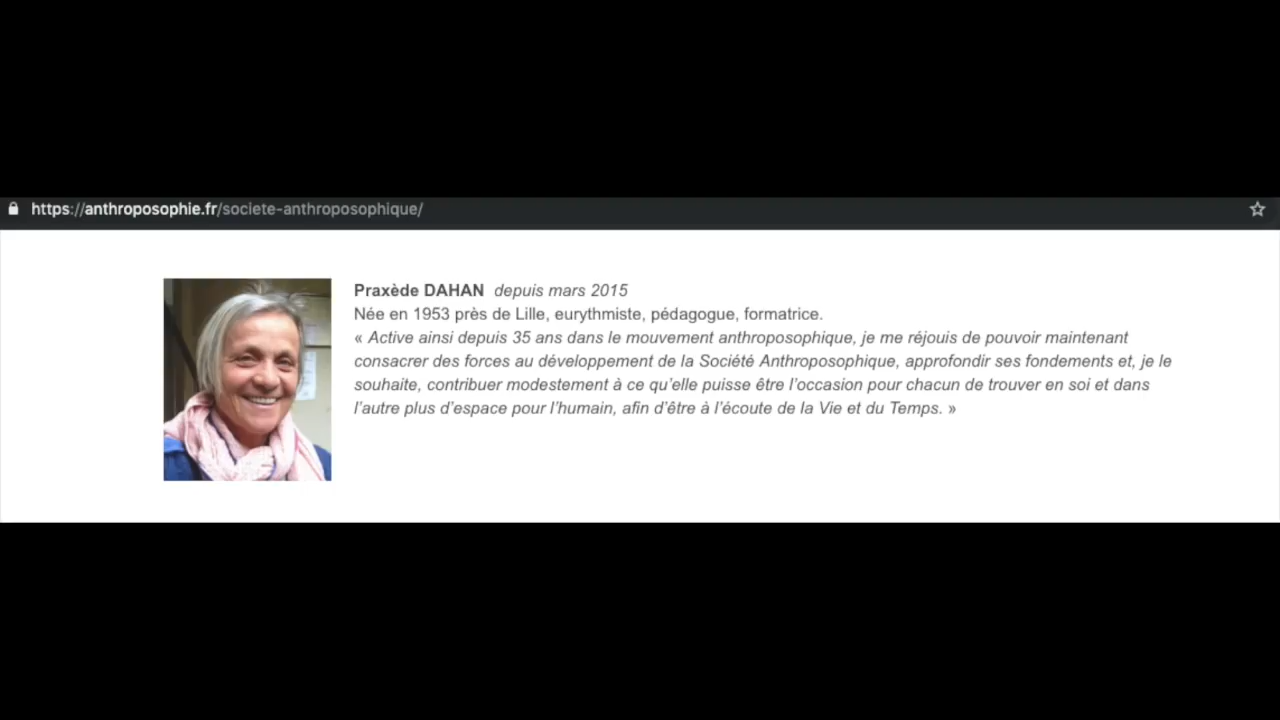 https://anthroposophie.fr/societe-anthroposophique/
Praxède DAHAN depuis mars 2015
Née en 1953 près de Lille, eurythmiste, pédagogue, formatrice.
« Active ainsi depuis 35 ans dans le mouvement anthroposophique, je me réjouis de pouvoir maintenant
consacrer des forces au développement de la Société Anthroposophique, approfondir ses fondements et, je le
souhaite, contribuer modestement à ce qu’elle puisse être l’occasion pour chacun de trouver en soi et dans
l’autre plus d’espace pour l’humain, afin d’être à l’écoute de la Vie et du Temps. »